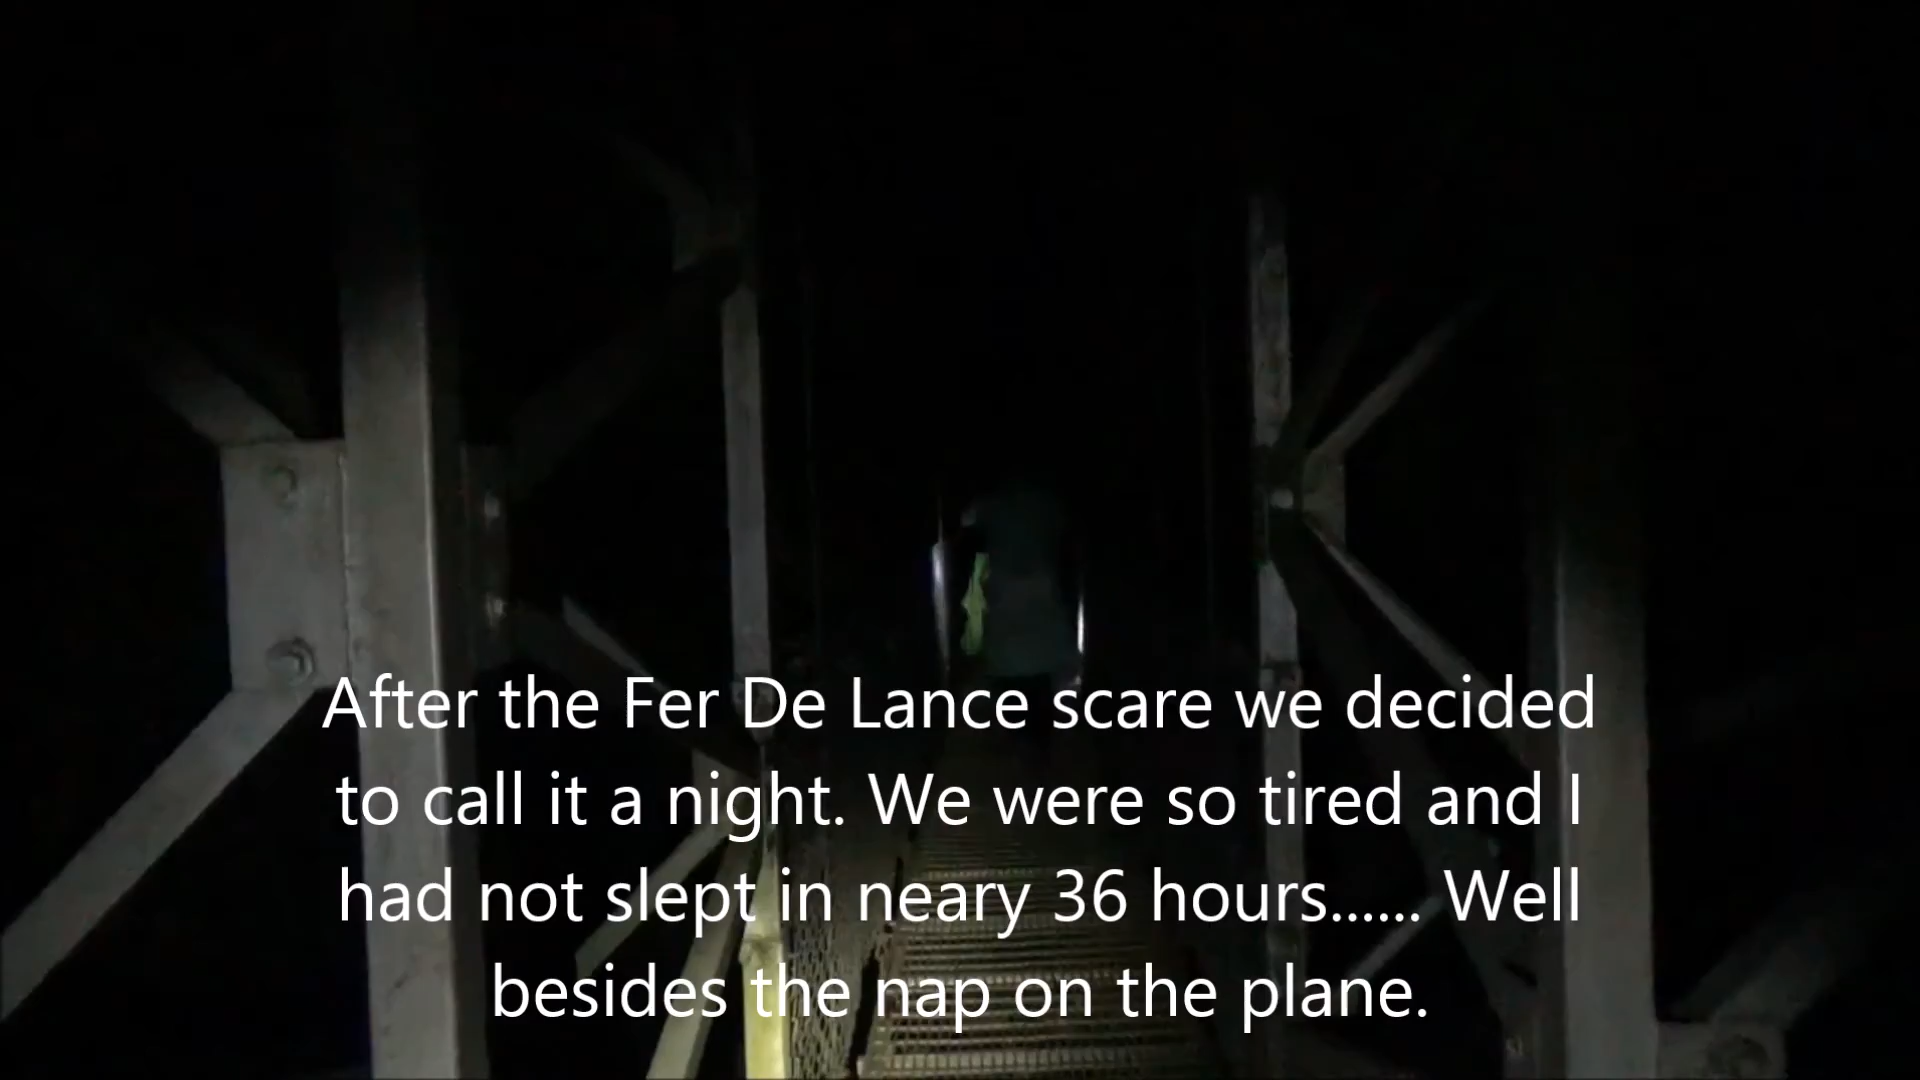 After the Fer De Lance scare we decided
to call it a night. We were so tired and I
had not slept in neary 36 hours...... Well
besides the nap on the plane.